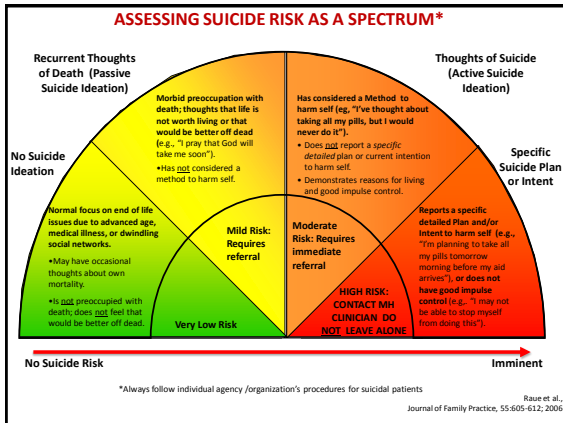 ASSESSING SUICIDE RISK AS A SPECTRUM*
Recurrent Thoughts
of Death (Passive
Suicide Ideation)
Thoughts of Suicide
(Active Suicide
Ideation)
No Suicide
Ideation
Specific
Suicide Plan
or Intent
Morbid preoccupation with
death; thoughts that life is
not worth living or that
would be better off dead
(e.g., “I pray that God will
take me soon”).
•Has not considered a
method to harm self.
Has considered a Method to
harm self (eg, “I’ve thought about
taking all my pills, but I would
never do it”).
• Does not report a specific
detailed plan or current intention
to harm self.
• Demonstrates reasons for living
and good impulse control.
Normal focus on end of life
issues due to advanced age,
medical illness, or dwindling
social networks.
•May have occasional
thoughts about own
mortality.
•Is not preoccupied with
death; does not feel that
would be better off dead.
Reports a specific
detailed Plan and/or
Intent to harm self (e.g.,
“I’m planning to take all
my pills tomorrow
morning before my aid
arrives”), or does not
have good impulse
control (e.g,. “I may not
be able to stop myself
from doing this”).
Very Low Risk
Mild Risk:
Requires
referral
Moderate
Risk: Requires
immediate
referral
HIGH RISK:
CONTACT MH
CLINICIAN DO
NOT LEAVE ALONE
No Suicide Risk
Imminent
*Always follow individual agency /organization’s procedures for suicidal patients
Raue et al.,
Journal of Family Practice, 55:605-612; 2006